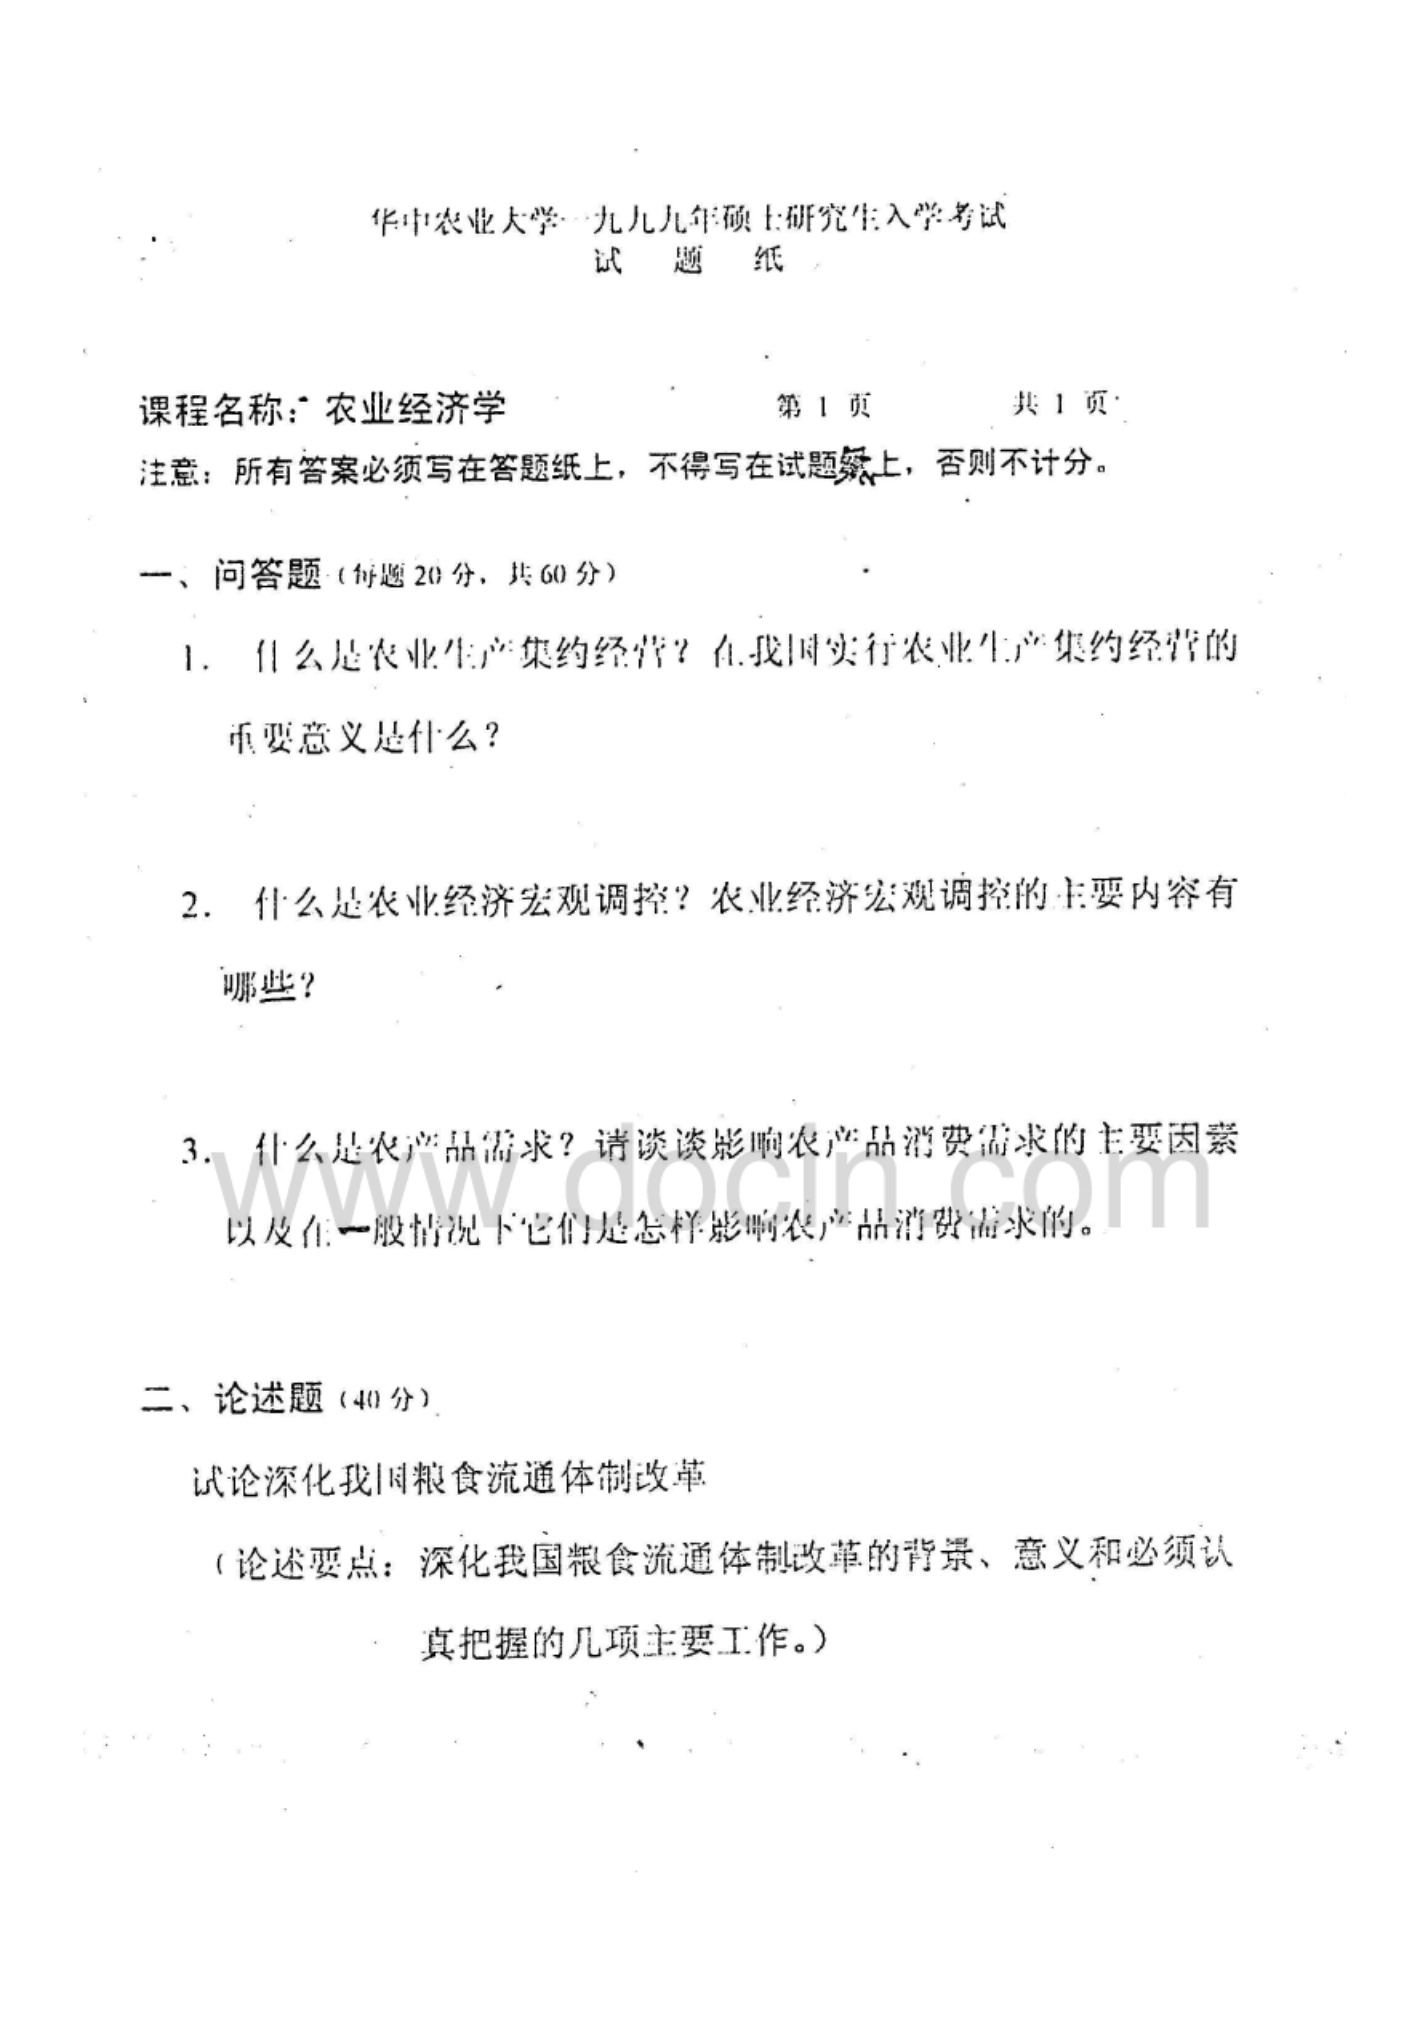 华中农业大学一九九九年硕士研究生入学考试
试 题 纸
课程名称：农业经济学 第 1 页 共 1 页
注意：所有答案必须写在答题纸上，不得写在试题纸上，否则不计分。
一、问答题（每题20分，共60分）
1. 什么是农业生产集约经营？在我国实行农业生产集约经营的
重要意义是什么？
2. 什么是农业经济宏观调控？农业经济宏观调控的主要内容有
哪些？
3. 什么是农产品需求？请谈谈影响农产品消费需求的主要因素
www.docin.com
以及在一般情况下它们是怎样影响农产品消费需求的。
二、论述题（40分）
试论深化我国粮食流通体制改革
（论述要点：深化我国粮食流通体制改革的背景、意义和必须认
真把握的几项主要工作。）